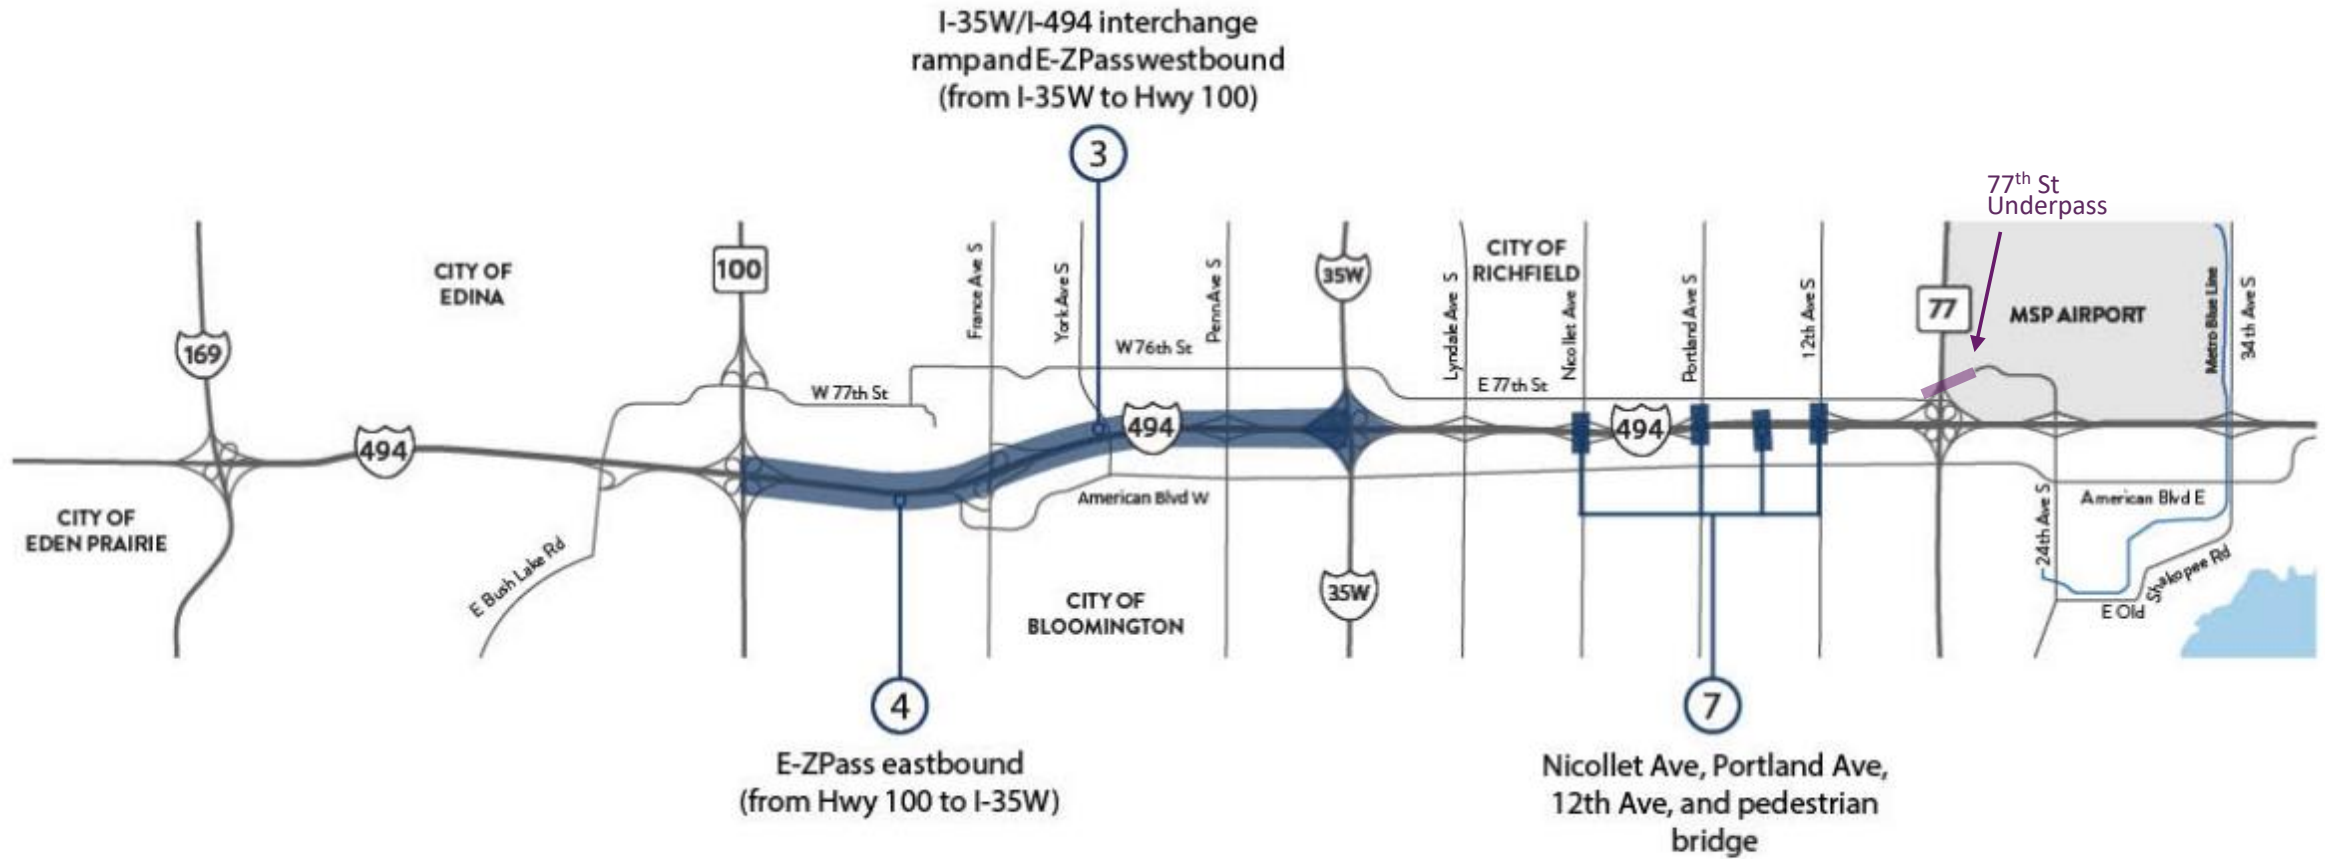 I-35W/I-494 interchange
rampandE-ZPasswestbound
(from I-35W to Hwy 100)
3
77th St
Underpass
CITY OF
EDINA
100
France Ave S
York Ave S
Penn Ave S
35W
Lyndale Ave S
CITY OF
RICHFIELD
Nicollet Ave
Portland Ave S
12th Ave S
77
MSP AIRPORT
Metro Blue Line
34th Ave S
169
W 76th St
W 77th St
E 77th St
494
494
494
CITY OF
EDEN PRAIRIE
E Bush Lake Rd
American Blvd W
American Blvd E
24th Ave S
CITY OF
BLOOMINGTON
35W
E Old
Shakopee Rd
4
7
E-ZPass eastbound
(from Hwy 100 to I-35W)
Nicollet Ave, Portland Ave,
12th Ave, and pedestrian
bridge